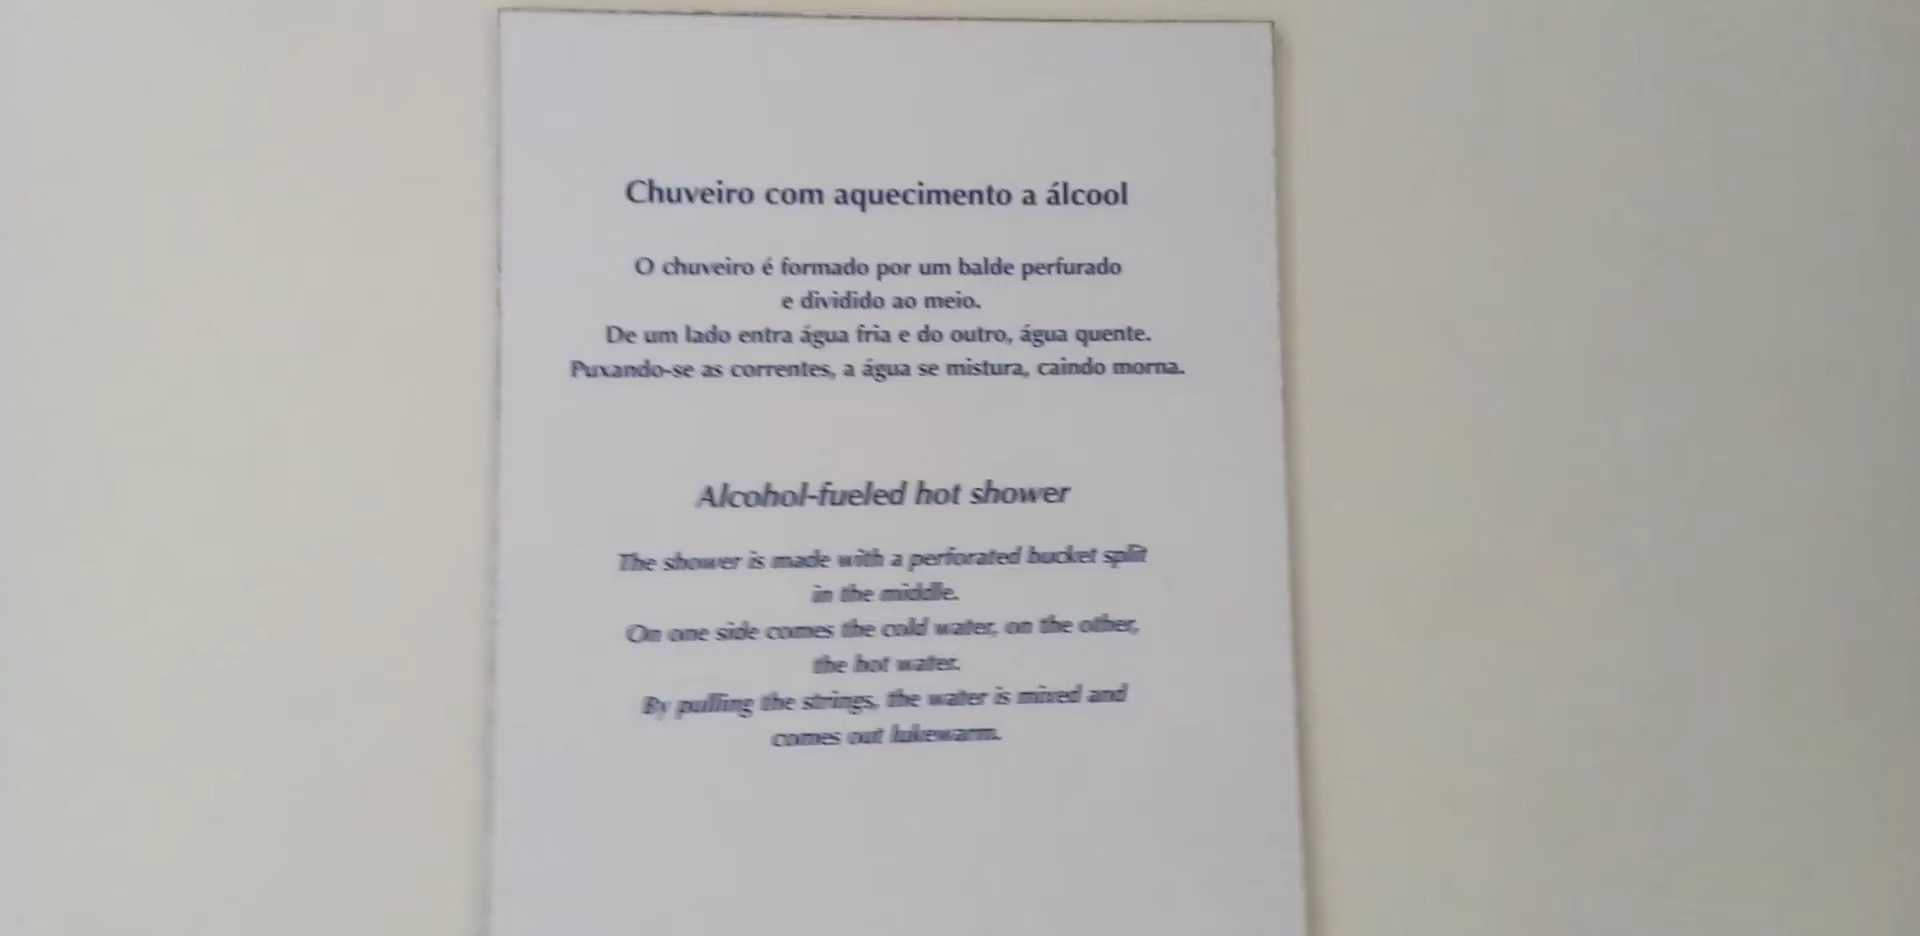 Chuveiro com aquecimento a álcool
O chuveiro é formado por um balde perfurado
e dividido ao meio.
De um lado entra água fria e do outro, água quente.
Puxando-se as correntes, a água se mistura, caindo morna.
Alcohol-fueled hot shower
The shower is made with a perforated bucket split
in the middle.
On one side comes the cold water, on the other,
the hot water.
By pulling the strings, the water is mixed and
comes out lukewarm.